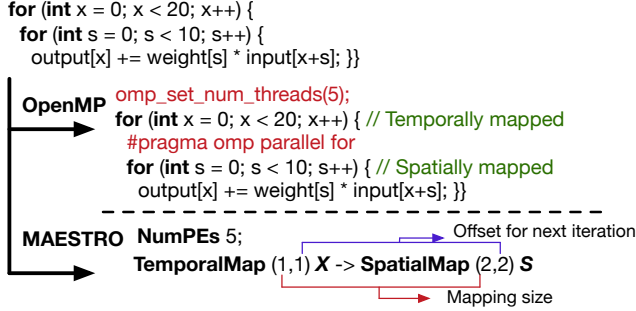 for (int x = 0; x < 20; x++) {
for (int s = 0; s < 10; s++) {
output[x] += weight[s] * input[x+s]; }}
OpenMP
omp_set_num_threads(5);
for (int x = 0; x < 20; x++) { // Temporally mapped
#pragma omp parallel for
for (int s = 0; s < 10; s++) { // Spatially mapped
output[x] += weight[s] * input[x+s]; }}
MAESTRO NumPEs 5;
Offset for next iteration
TemporalMap (1,1) X -> SpatialMap (2,2) S
Mapping size